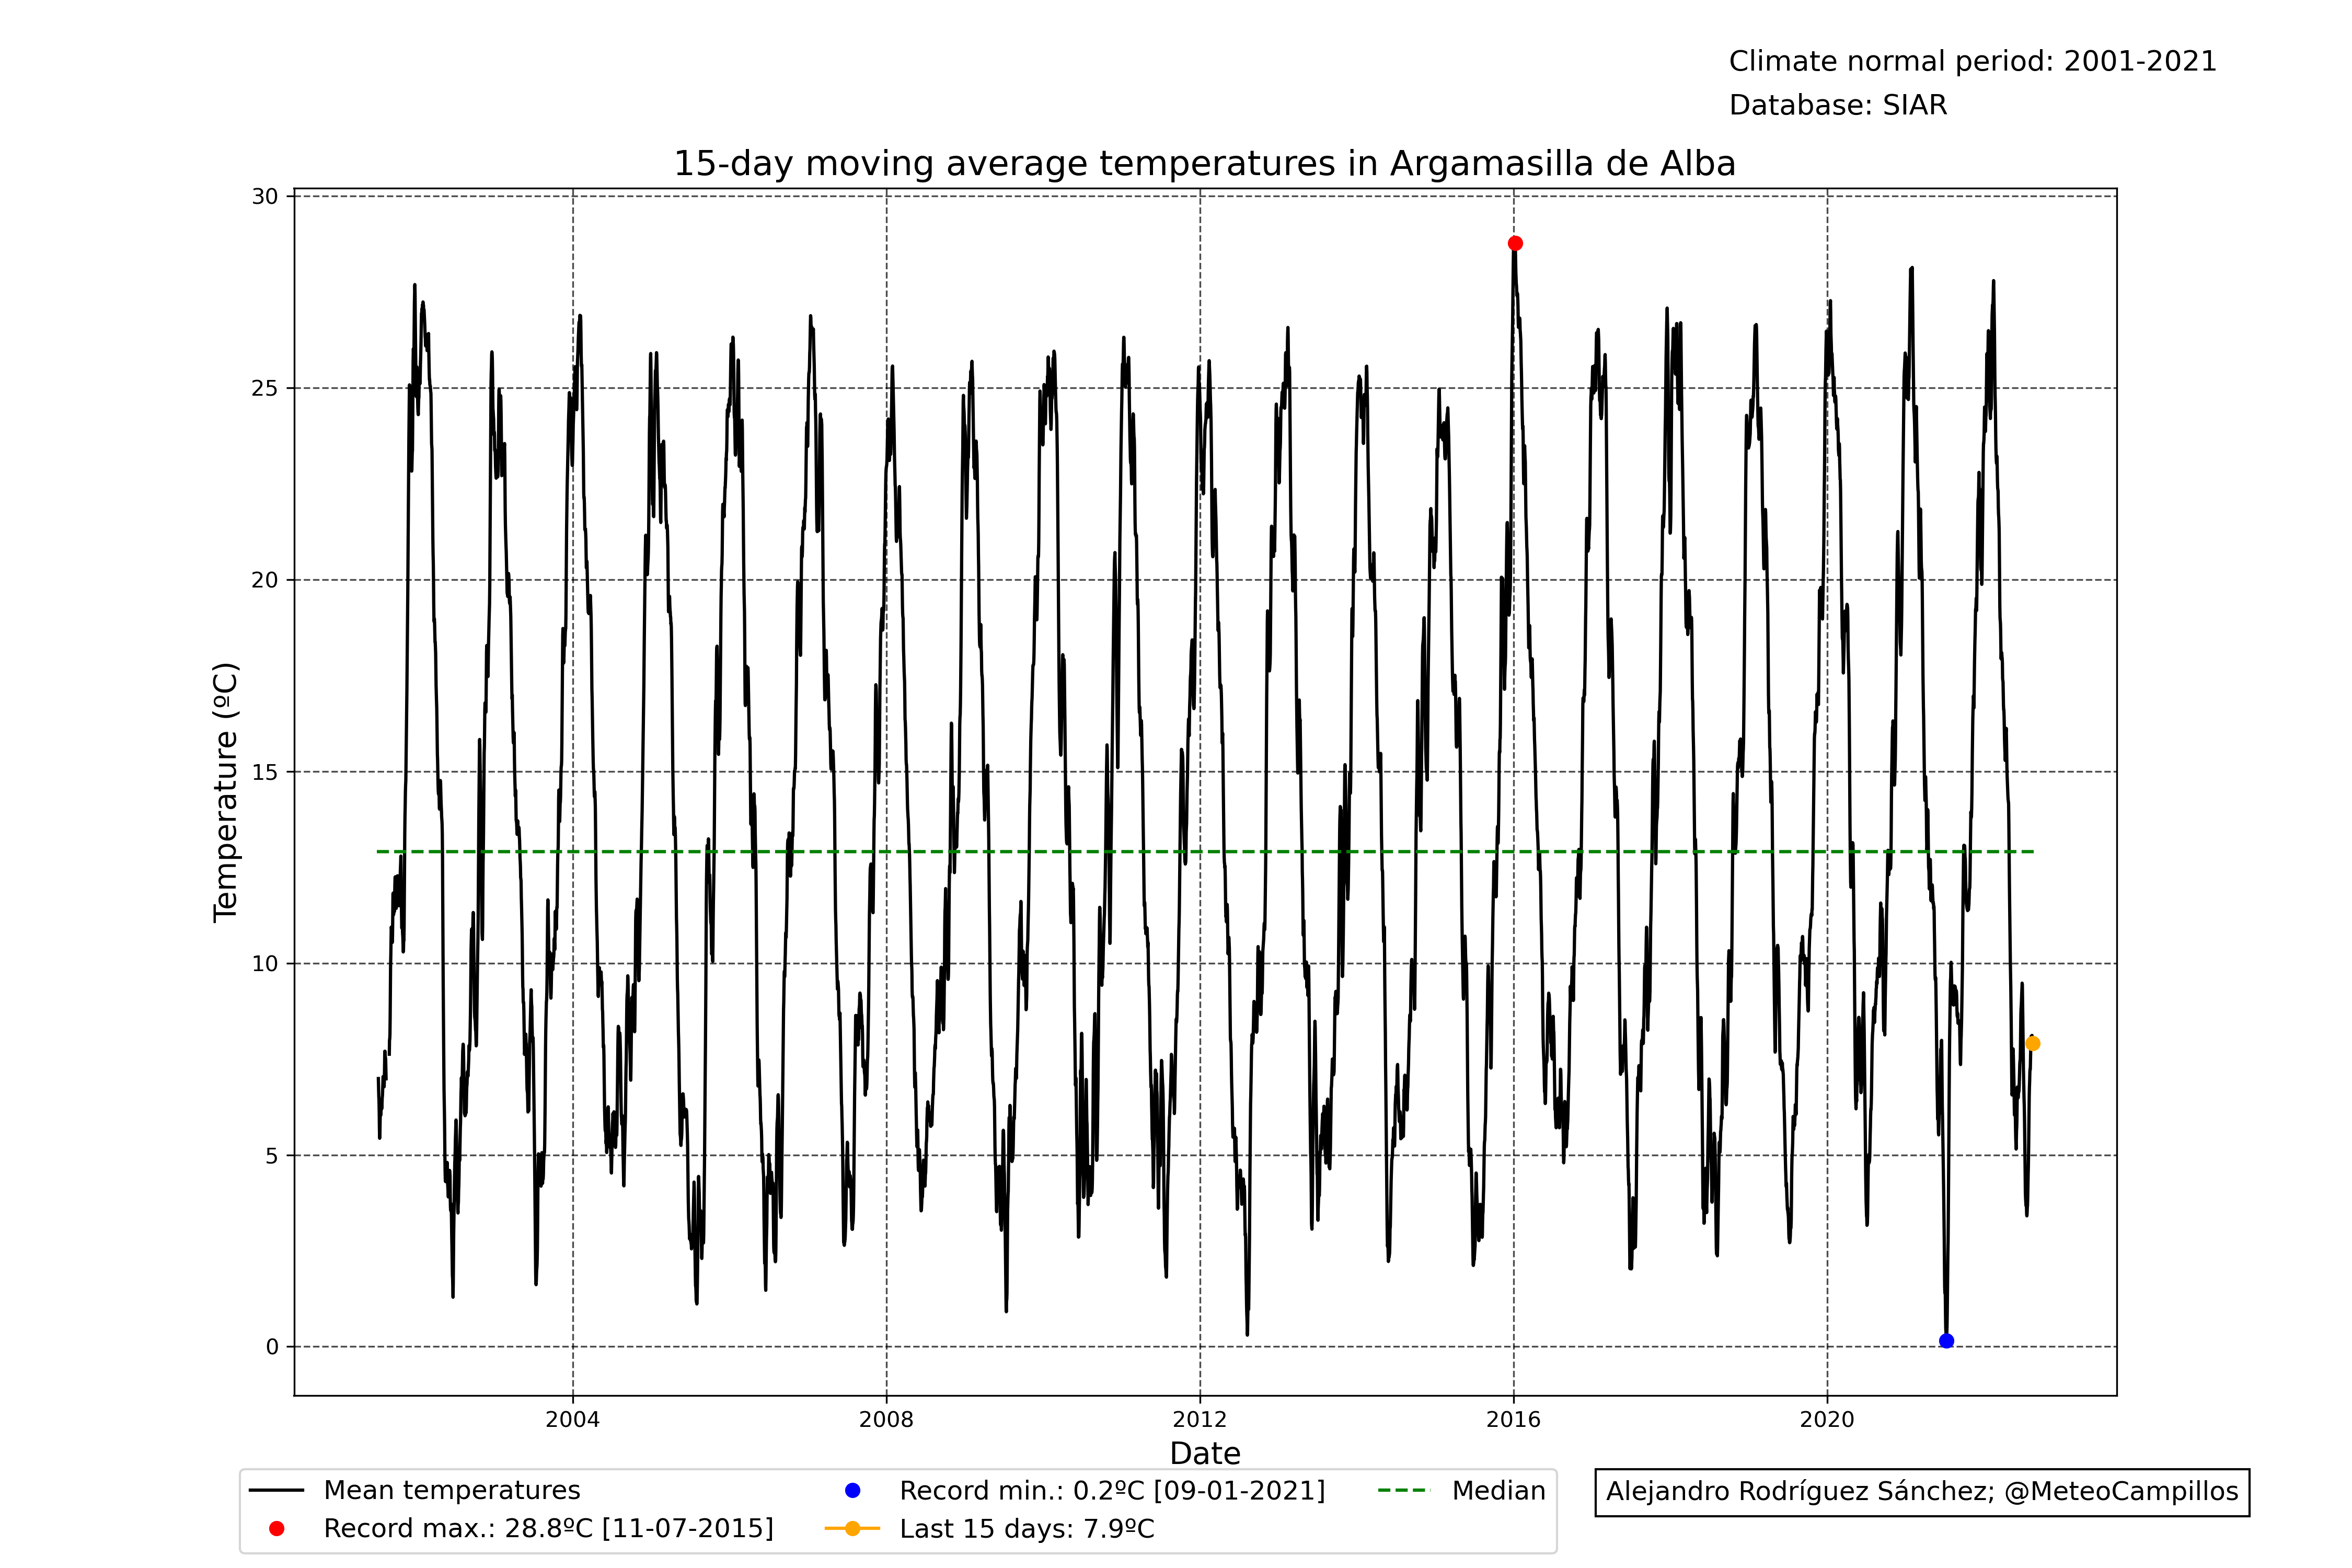 Climate normal period: 2001-2021
Database: SIAR
15-day moving average temperatures in Argamasilla de Alba
30
25
20
15
10
5
0
Temperature (ºC)
2004 2008 2012 2016 2020
Date
Mean temperatures
Record max.: 28.8ºC [11-07-2015]
Record min.: 0.2ºC [09-01-2021]
Last 15 days: 7.9ºC
Median
Alejandro Rodríguez Sánchez; @MeteoCampillos